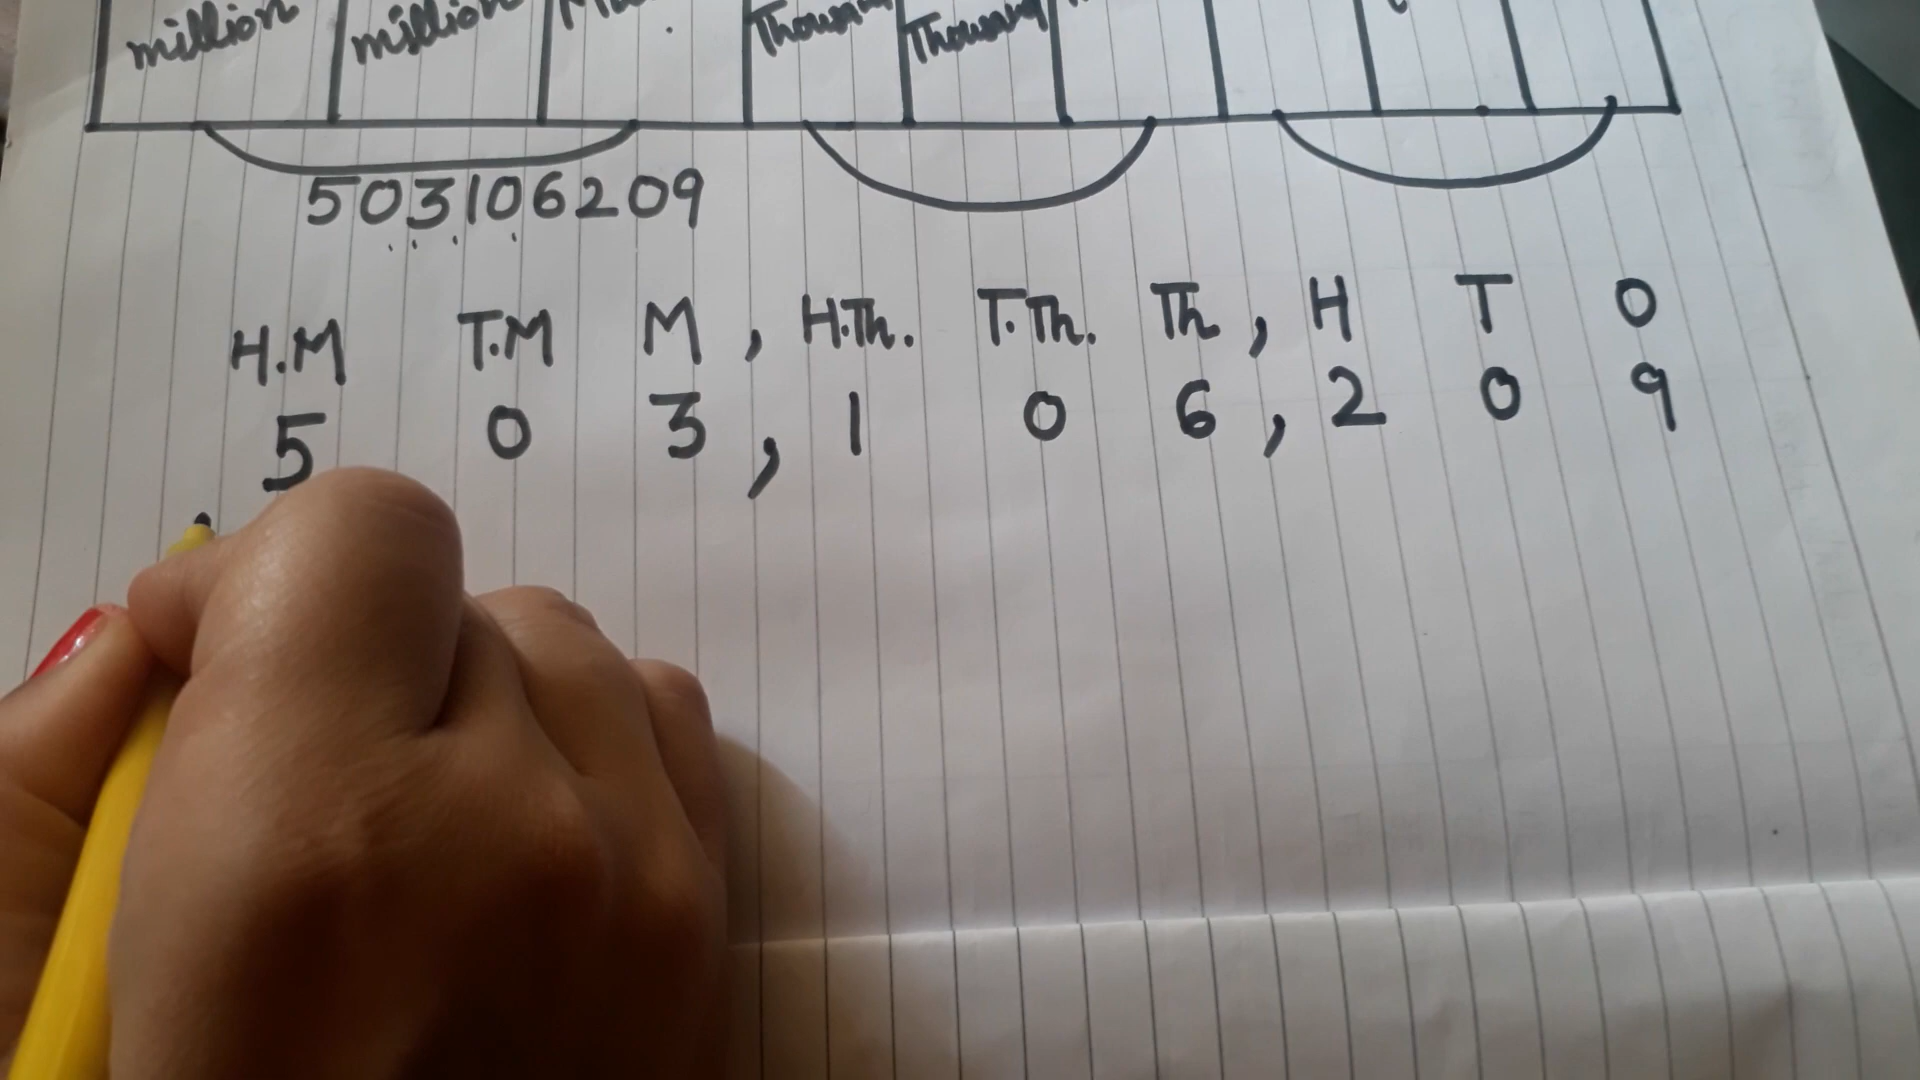 million million Thousand Thousand
503106209
H.M T.M M , H.Th. T.Th. Th , H T O
5 0 3 , 1 0 6 , 2 0 9